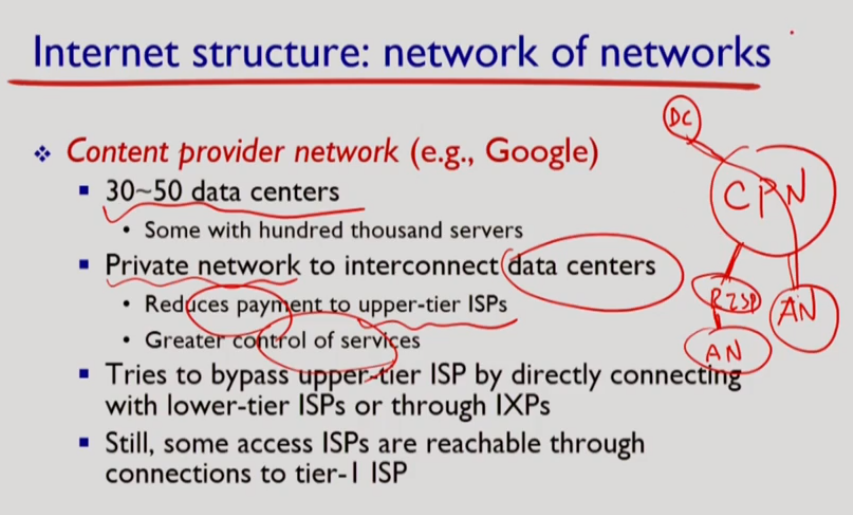 Internet structure: network of networks
❖ Content provider network (e.g., Google)
▪ 30~50 data centers
• Some with hundred thousand servers
▪ Private network to interconnect data centers
• Reduces payment to upper-tier ISPs
• Greater control of services
▪ Tries to bypass upper-tier ISP by directly connecting
with lower-tier ISPs or through IXPs
▪ Still, some access ISPs are reachable through
connections to tier-1 ISP
DC
CPN
RISP
AN
AN